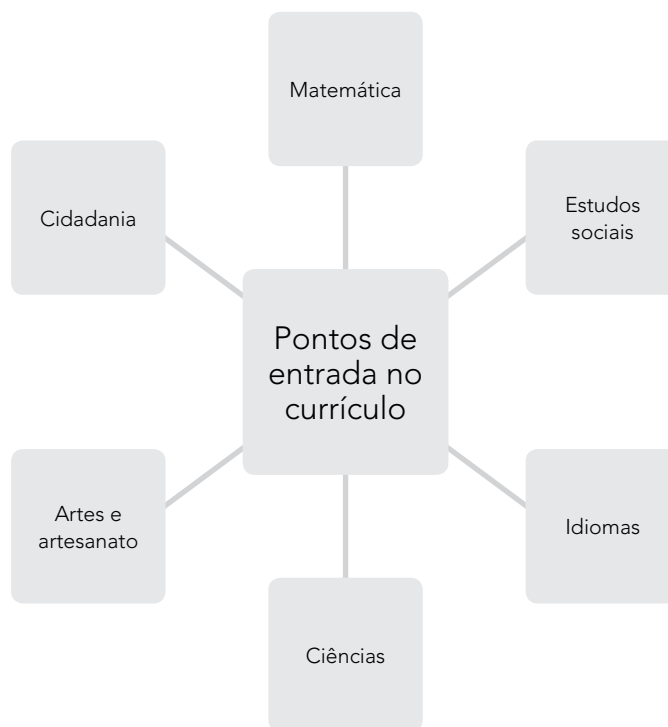 Matemática
Cidadania
Estudos
sociais
Pontos de
entrada no
currículo
Artes e
artesanato
Idiomas
Ciências